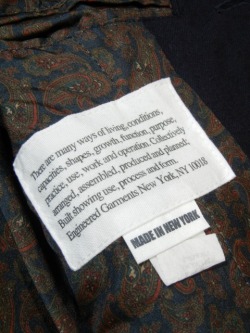 There are many ways of living, conditions,
capacities, shapes, growth, function, purpose,
practice, use, work and operation. Collectively
arranged, assembled, produced and planned;
Built showing use, process and form.
Engineered Garments New York, NY 10018
MADE IN NEW YORK